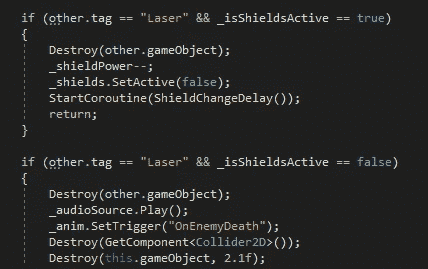 if (other.tag == "Laser" && _isShieldsActive == true)
{
Destroy(other.gameObject);
_shieldPower--;
_shields.SetActive(false);
StartCoroutine(ShieldChangeDelay());
return;
}
if (other.tag == "Laser" && _isShieldsActive == false)
{
Destroy(other.gameObject);
_audioSource.Play();
_anim.SetTrigger("OnEnemyDeath");
Destroy(GetComponent<Collider2D>());
Destroy(this.gameObject, 2.1f);